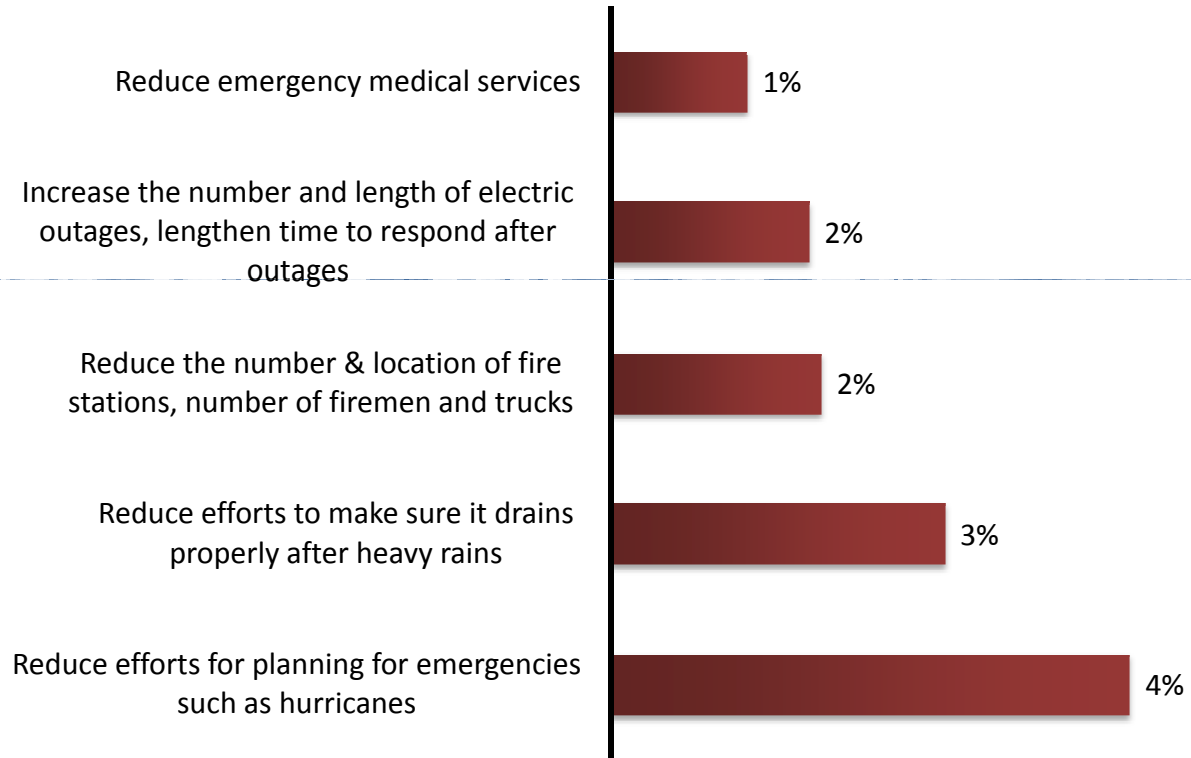 Reduce emergency medical services
1%
Increase the number and length of electric
outages, lengthen time to respond after
outages
2%
Reduce the number & location of fire
stations, number of firemen and trucks
2%
Reduce efforts to make sure it drains
properly after heavy rains
3%
Reduce efforts for planning for emergencies
such as hurricanes
4%